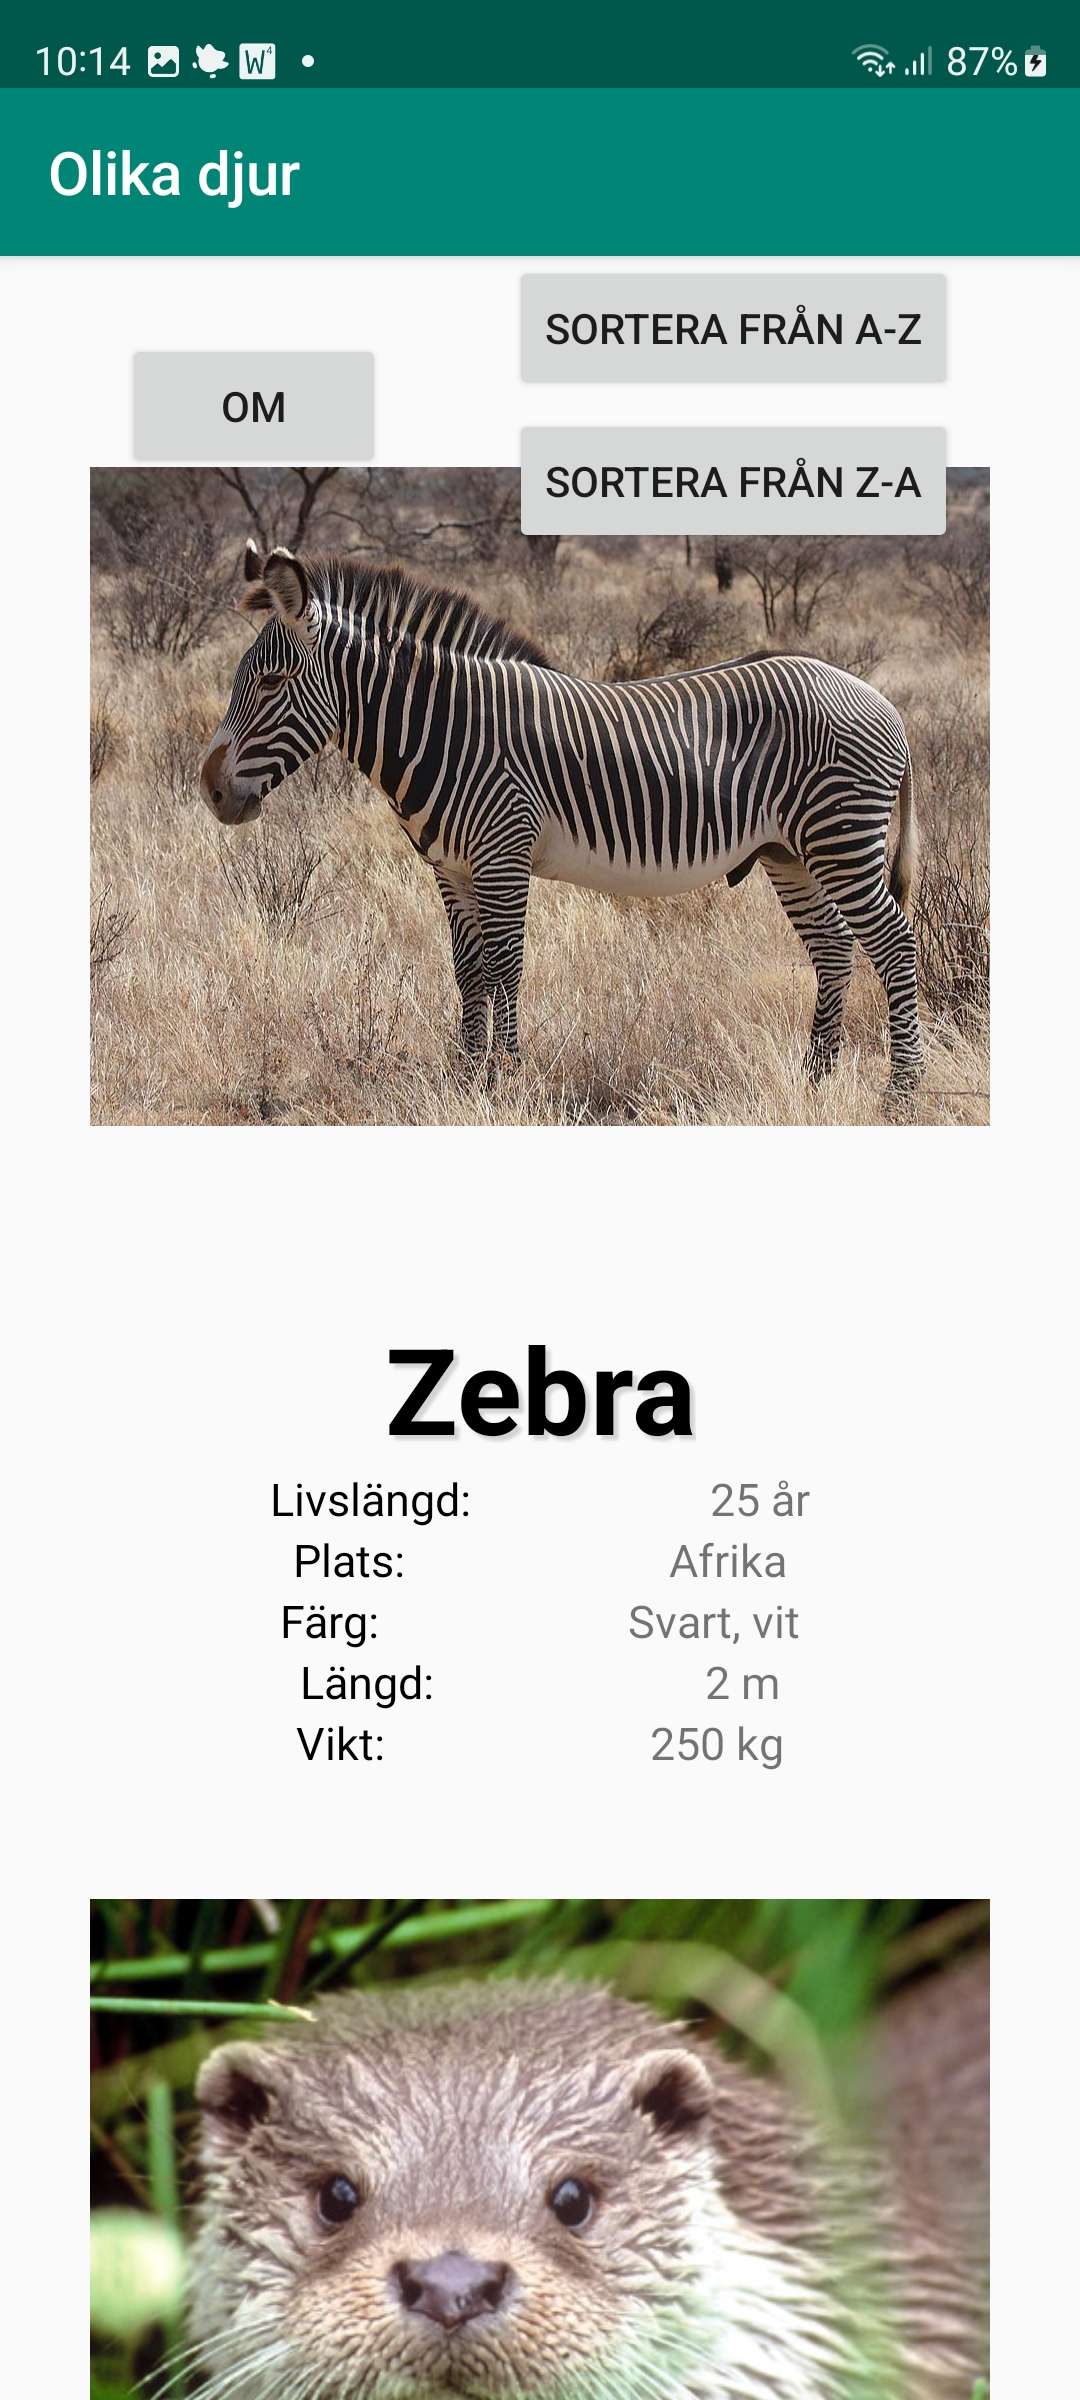 10:14 W4 87%
Olika djur
SORTERA FRÅN A-Z
OM
SORTERA FRÅN Z-A
Zebra
Livslängd: 25 år
Plats: Afrika
Färg: Svart, vit
Längd: 2 m
Vikt: 250 kg